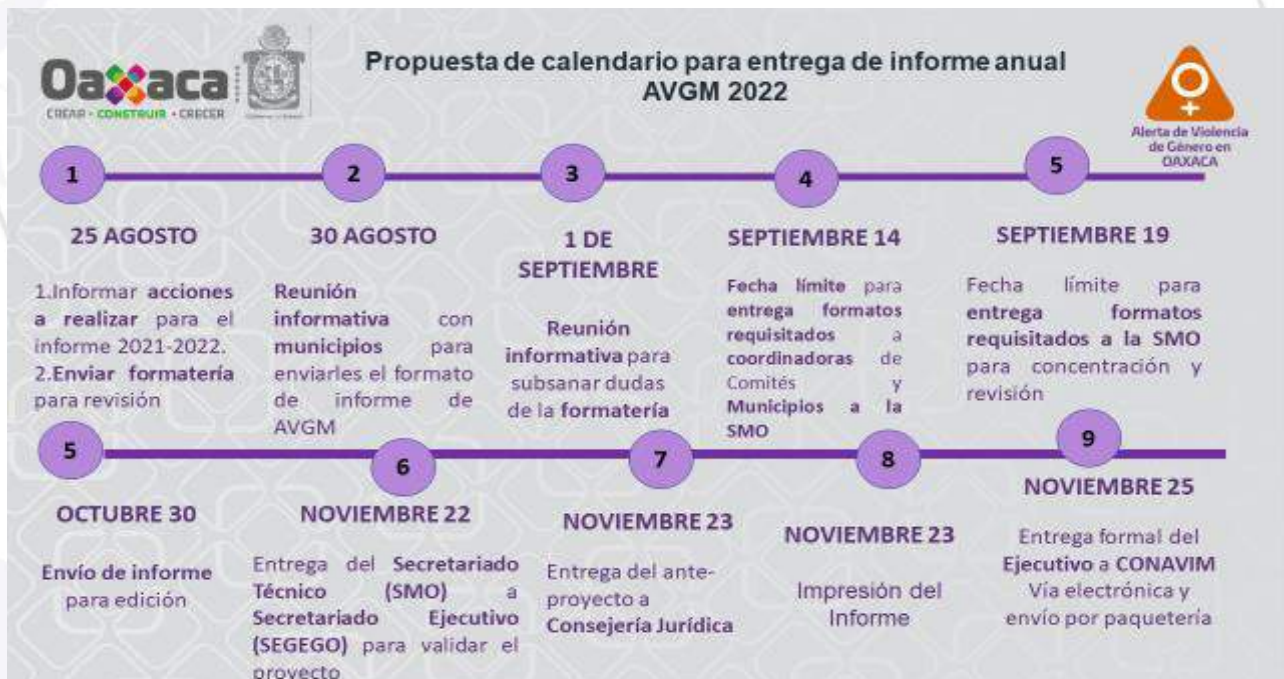 Oaxaca
CREAR • CONSTRUIR • CRECER
Propuesta de calendario para entrega de informe anual
AVGM 2022
Alerta de Violencia
de Género en
OAXACA
1
25 AGOSTO
1.Informar acciones
a realizar para el
informe 2021-2022.
2.Enviar formatería
para revisión
2
30 AGOSTO
Reunión
informativa con
municipios para
enviarles el formato
de informe de
AVGM
3
1 DE
SEPTIEMBRE
Reunión
informativa para
subsanar dudas
de la formatería
4
SEPTIEMBRE 14
Fecha límite para
entrega formatos
requisitados a
coordinadoras de
Comités y
Municipios a la
SMO
5
SEPTIEMBRE 19
Fecha límite para
entrega formatos
requisitados a la SMO
para concentración y
revisión
5
OCTUBRE 30
Envío de informe
para edición
6
NOVIEMBRE 22
Entrega del Secretariado
Técnico (SMO) a
Secretariado Ejecutivo
(SEGEGO) para validar el
proyecto
7
NOVIEMBRE 23
Entrega del ante-
proyecto a
Consejería Jurídica
8
NOVIEMBRE 23
Impresión del
Informe
9
NOVIEMBRE 25
Entrega formal del
Ejecutivo a CONAVIM
Vía electrónica y
envío por paquetería